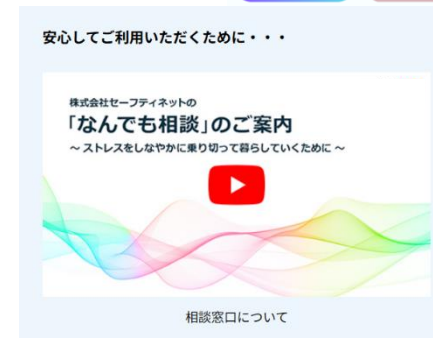 安心してご利用いただくために・・・
株式会社セーフティネットの
「なんでも相談」のご案内
～ ストレスをしなやかに乗り切って暮らしていくために ～
相談窓口について